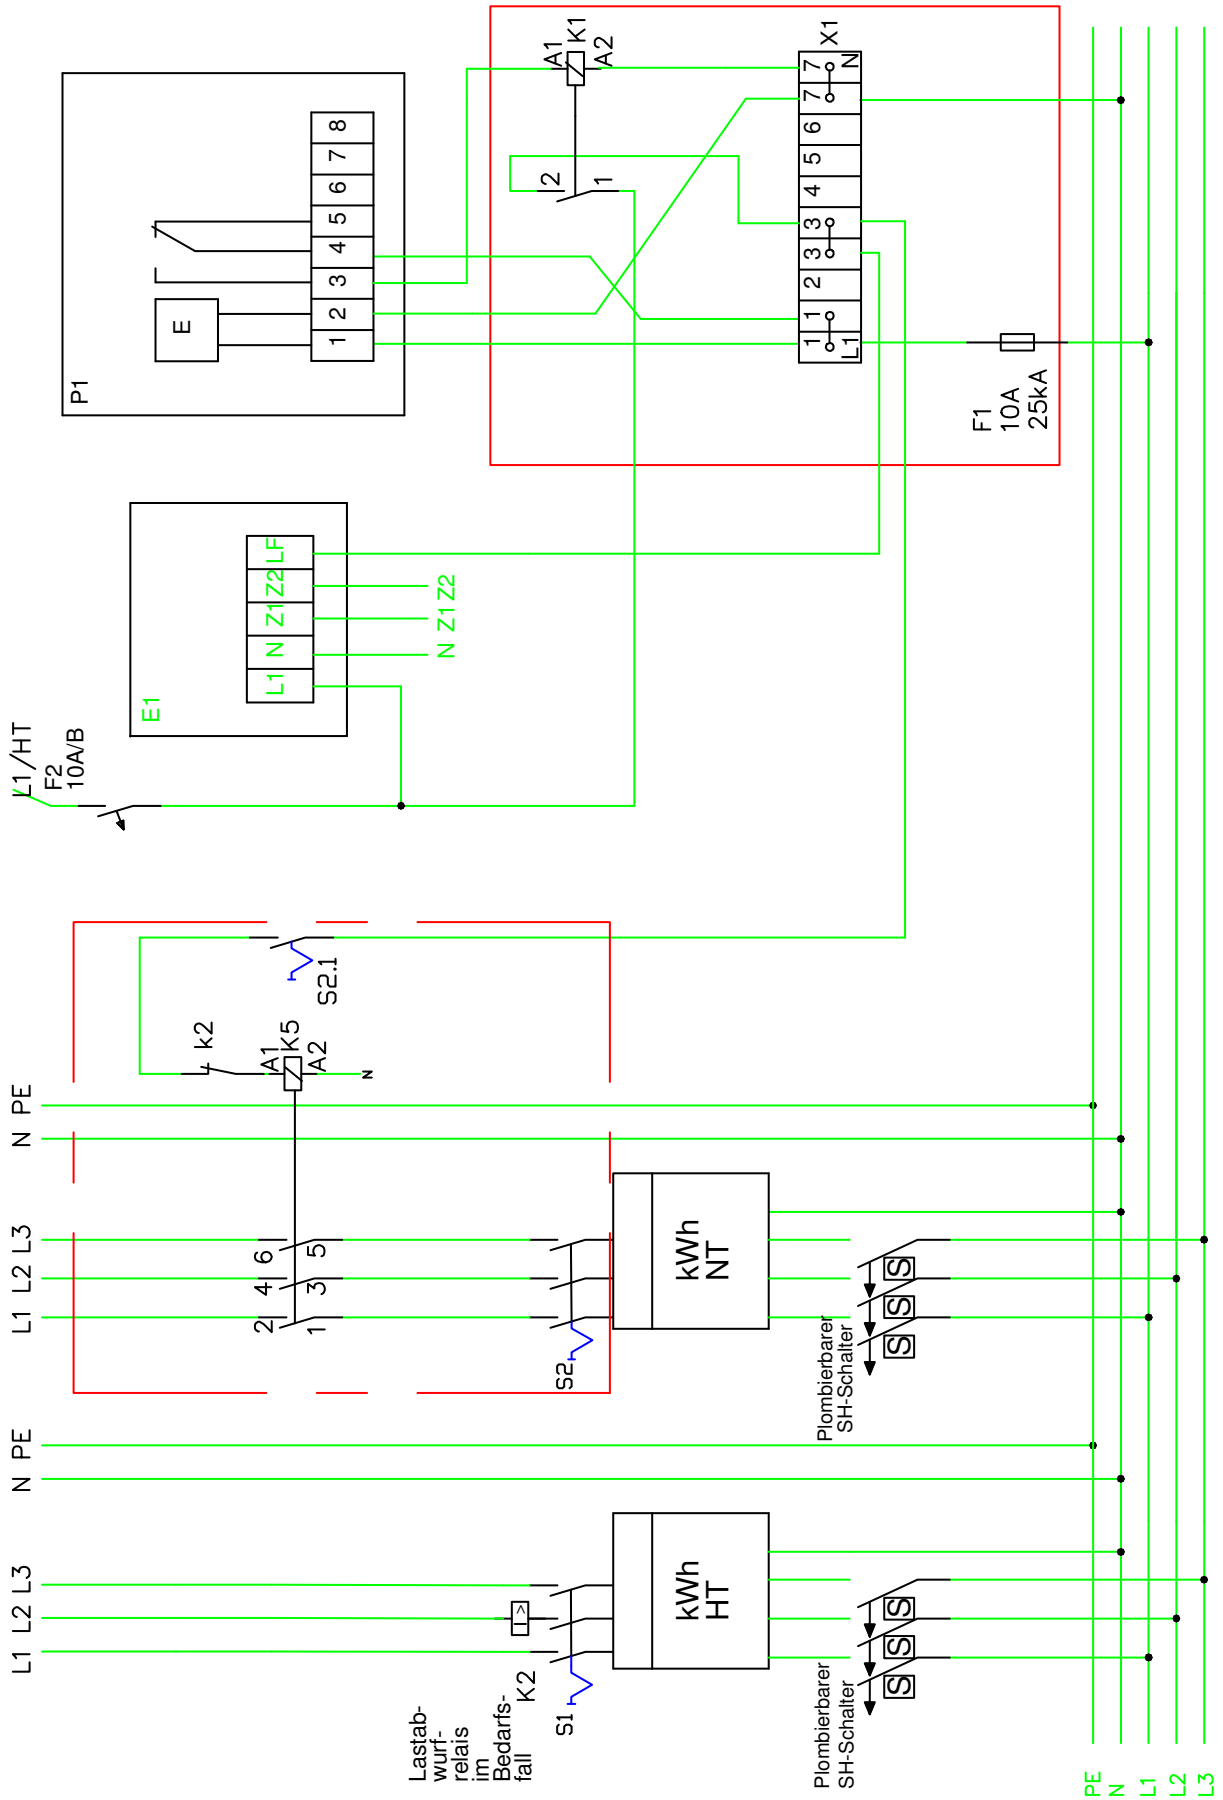 P1
E
1
2
3
4
5
6
7
8
A1
K1
A2
2
1
X1
1
L1
1
2
3
3
4
5
6
7
7
N
F1
10A
25kA
E1
L1
N
Z1
Z2
LF
N
Z1
Z2
L1/HT
F2
10A/B
S2.1
k2
A1
K5
A2
N
L1
L2
L3
N
PE
2
4
6
1
3
5
S2
kWh
NT
Plombierbarer
SH-Schalter
S
S
S
L1
L2
L3
N
PE
Lastab-
wurf-
relais
im
Bedarfs-
fall
K2
I >
S1
kWh
HT
Plombierbarer
SH-Schalter
S
S
S
PE
N
L1
L2
L3